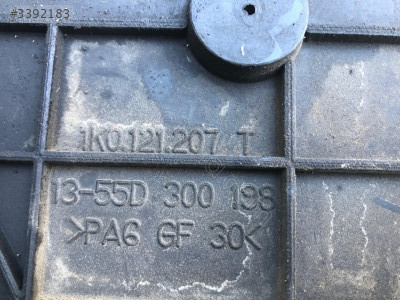 #3392183
1K0.121.207 T
13-55D 300 198
>PA6 GF 30<